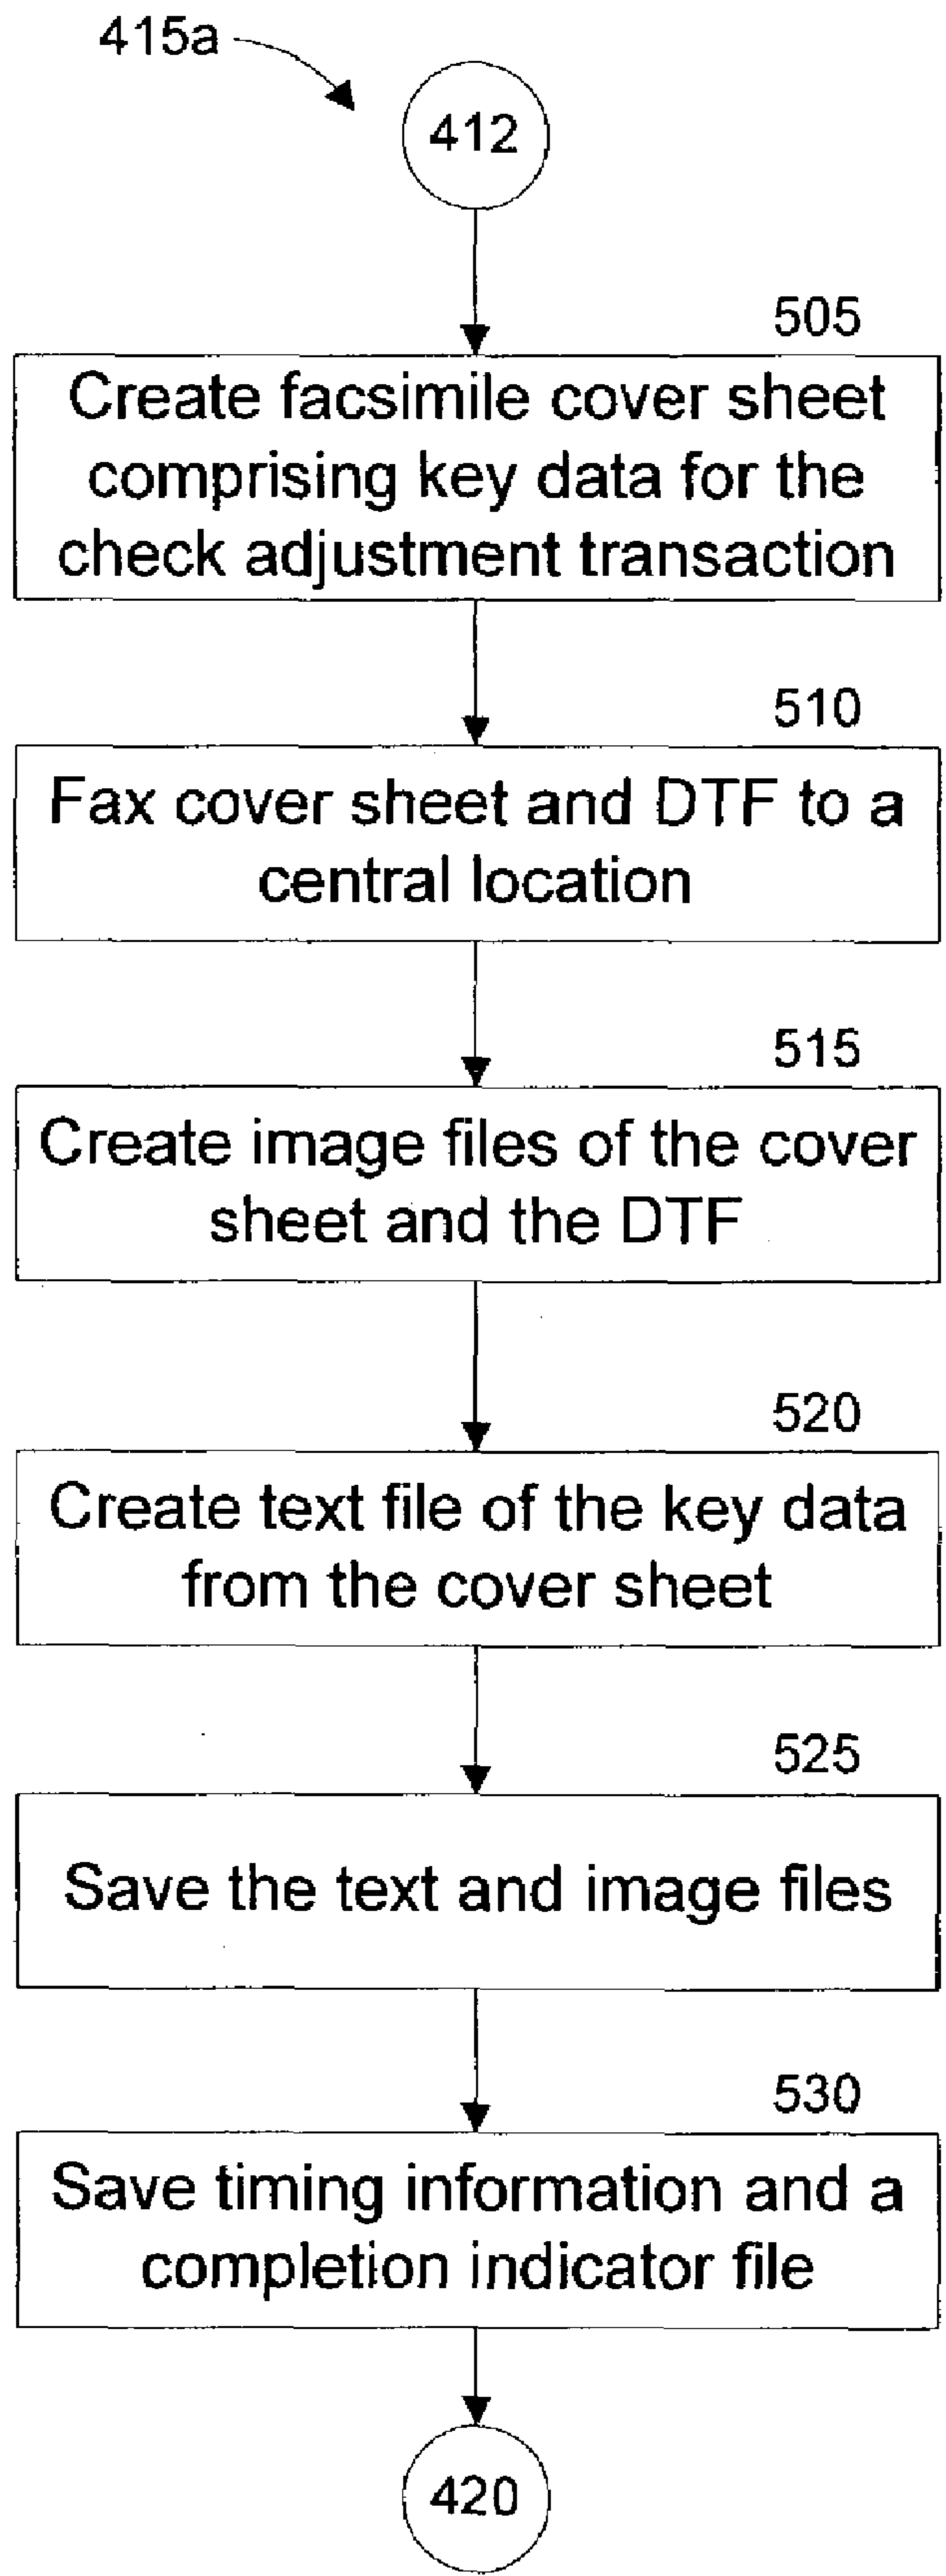 415a
412
505
Create facsimile cover sheet
comprising key data for the
check adjustment transaction
510
Fax cover sheet and DTF to a
central location
515
Create image files of the cover
sheet and the DTF
520
Create text file of the key data
from the cover sheet
525
Save the text and image files
530
Save timing information and a
completion indicator file
420